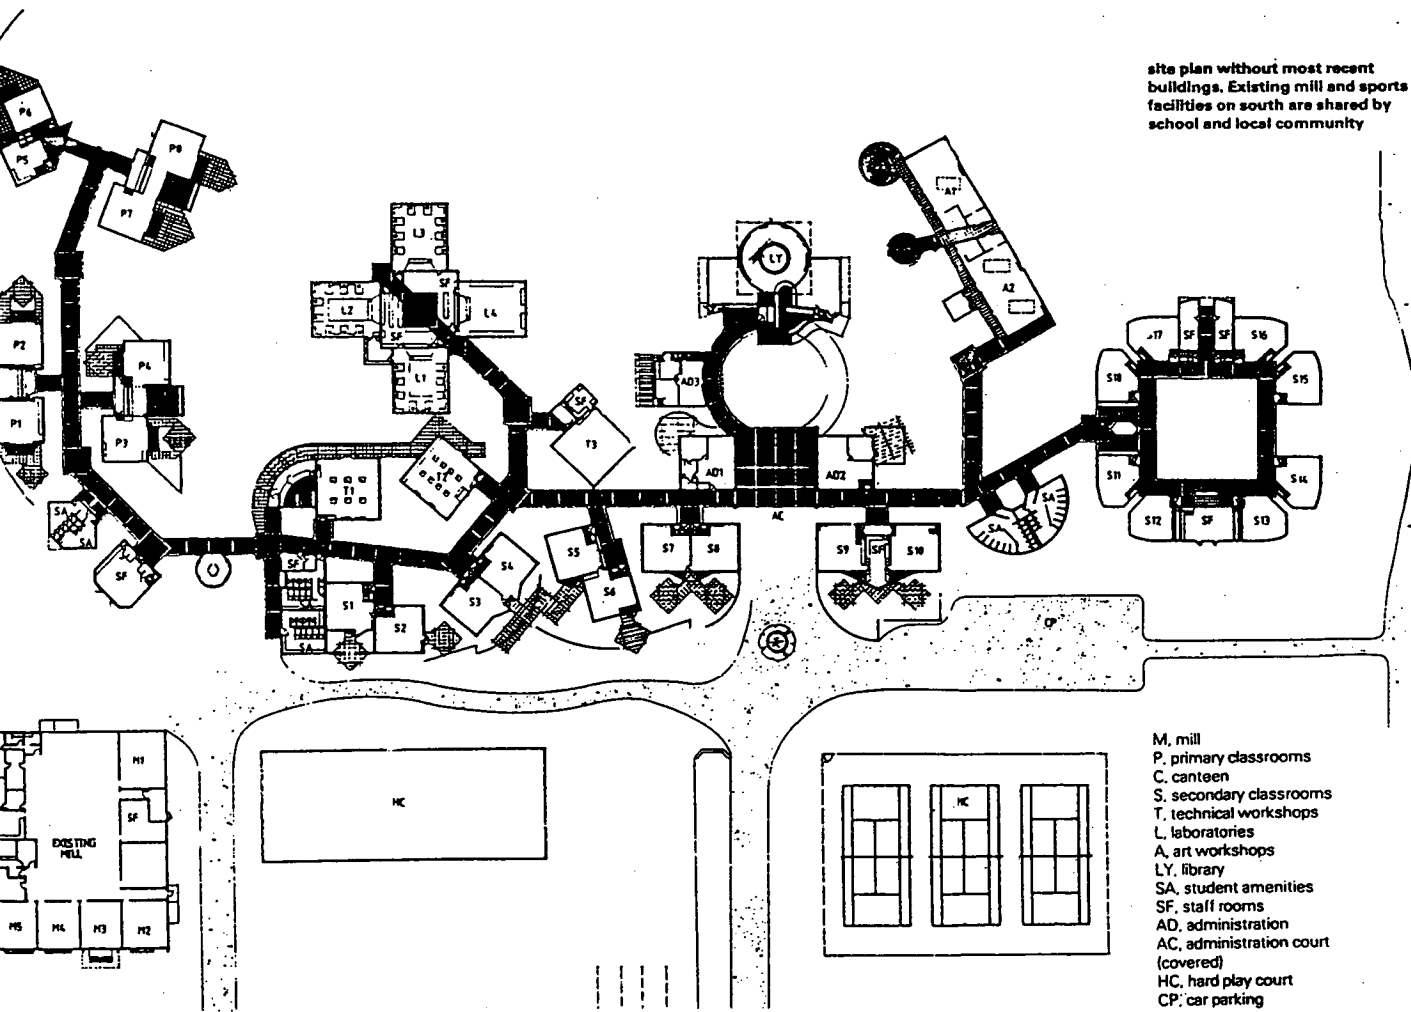 site plan without most recent
buildings. Existing mill and sports
facilities on south are shared by
school and local community
P6
P5
P8
P7
P2
P4
P1
P3
SA
SA
SF
L3
SF
L2
L4
SF
L1
SF
T3
T1
SF
S1
S2
SA
S4
S3
S5
S6
LY
AD3
AD1
AD2
AC
S7
S8
S9
SF
S10
A1
A2
SA
SA
S17
SF
SF
S16
S18
S15
S11
S14
S12
SF
S13
CP
M1
SF
EXISTING
MILL
M5
M4
M3
M2
HC
HC
M, mill
P, primary classrooms
C, canteen
S, secondary classrooms
T, technical workshops
L, laboratories
A, art workshops
LY, library
SA, student amenities
SF, staff rooms
AD, administration
AC, administration court
(covered)
HC, hard play court
CP, car parking